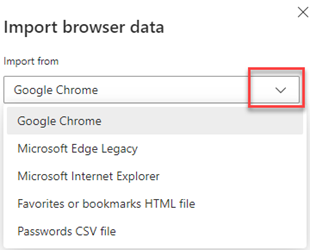 Import browser data
Import from
Google Chrome
Google Chrome
Microsoft Edge Legacy
Microsoft Internet Explorer
Favorites or bookmarks HTML file
Passwords CSV file